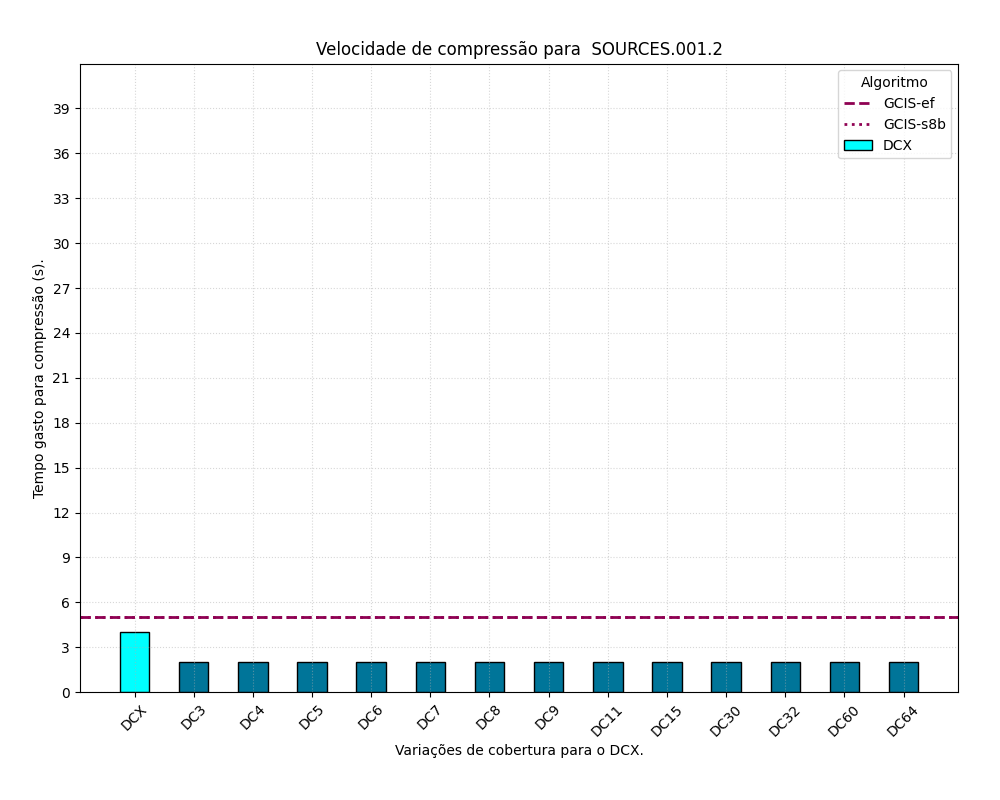 Velocidade de compressão para  SOURCES.001.2
Algoritmo
GCIS-ef
GCIS-s8b
DCX
Tempo gasto para compressão (s).
39
36
33
30
27
24
21
18
15
12
9
6
3
0
DCX
DC3
DC4
DC5
DC6
DC7
DC8
DC9
DC11
DC15
DC30
DC32
DC60
DC64
Variações de cobertura para o DCX.